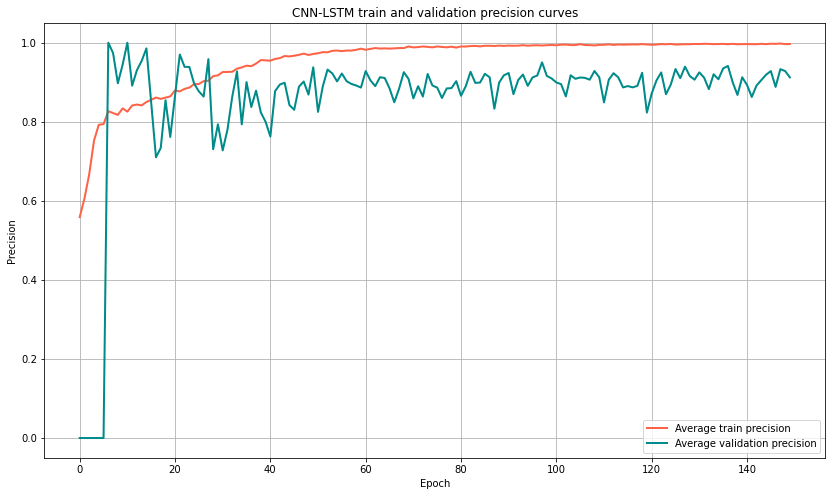 CNN-LSTM train and validation precision curves
1.0
0.8
0.6
0.4
0.2
0.0
Precision
0 20 40 60 80 100 120 140
Epoch
Average train precision
Average validation precision